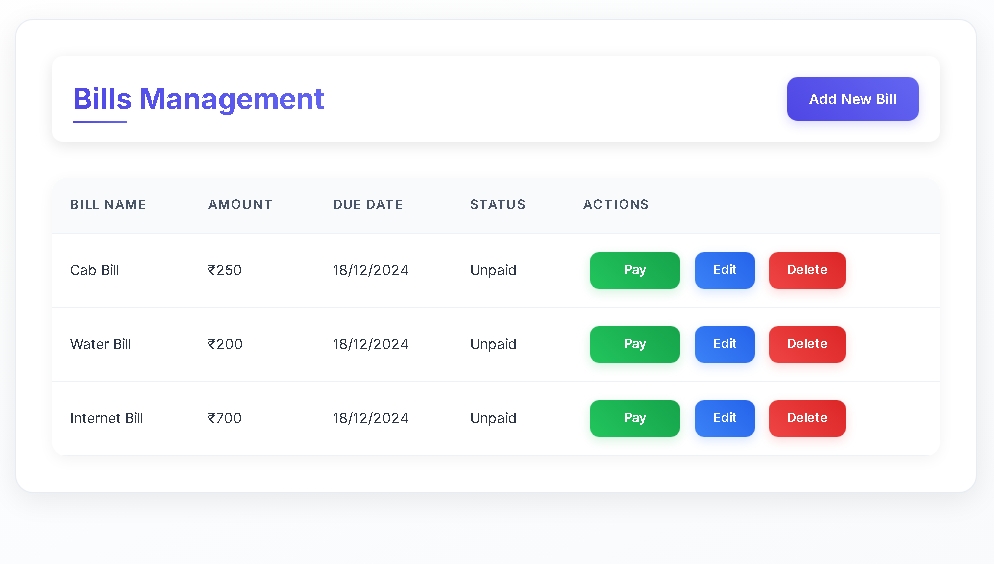 Bills Management
Add New Bill
BILL NAME AMOUNT DUE DATE STATUS ACTIONS
Cab Bill ₹250 18/12/2024 Unpaid Pay Edit Delete
Water Bill ₹200 18/12/2024 Unpaid Pay Edit Delete
Internet Bill ₹700 18/12/2024 Unpaid Pay Edit Delete